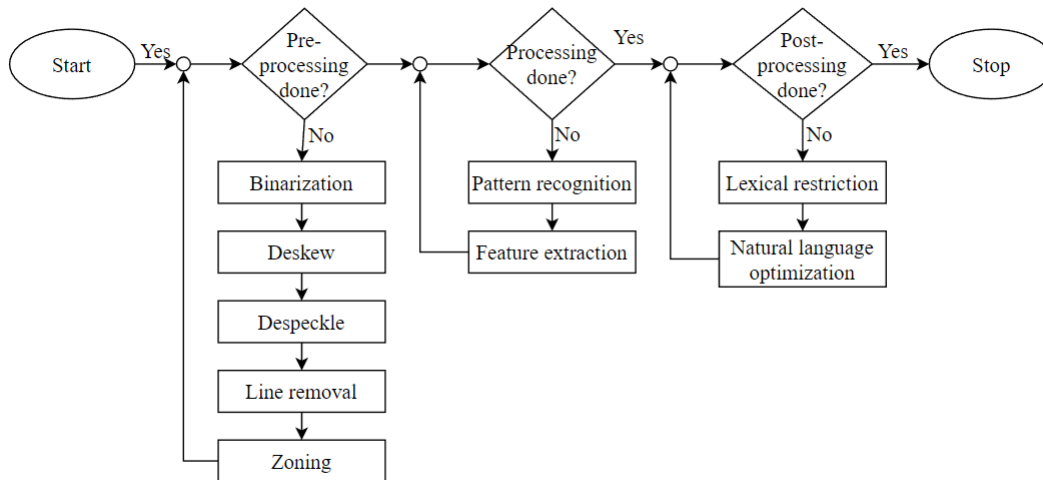 Start
Yes
Pre-
processing
done?
Processing
done?
Yes
Post-
processing
done?
Yes
Stop
No
No
No
Binarization
Pattern recognition
Lexical restriction
Deskew
Feature extraction
Natural language
optimization
Despeckle
Line removal
Zoning